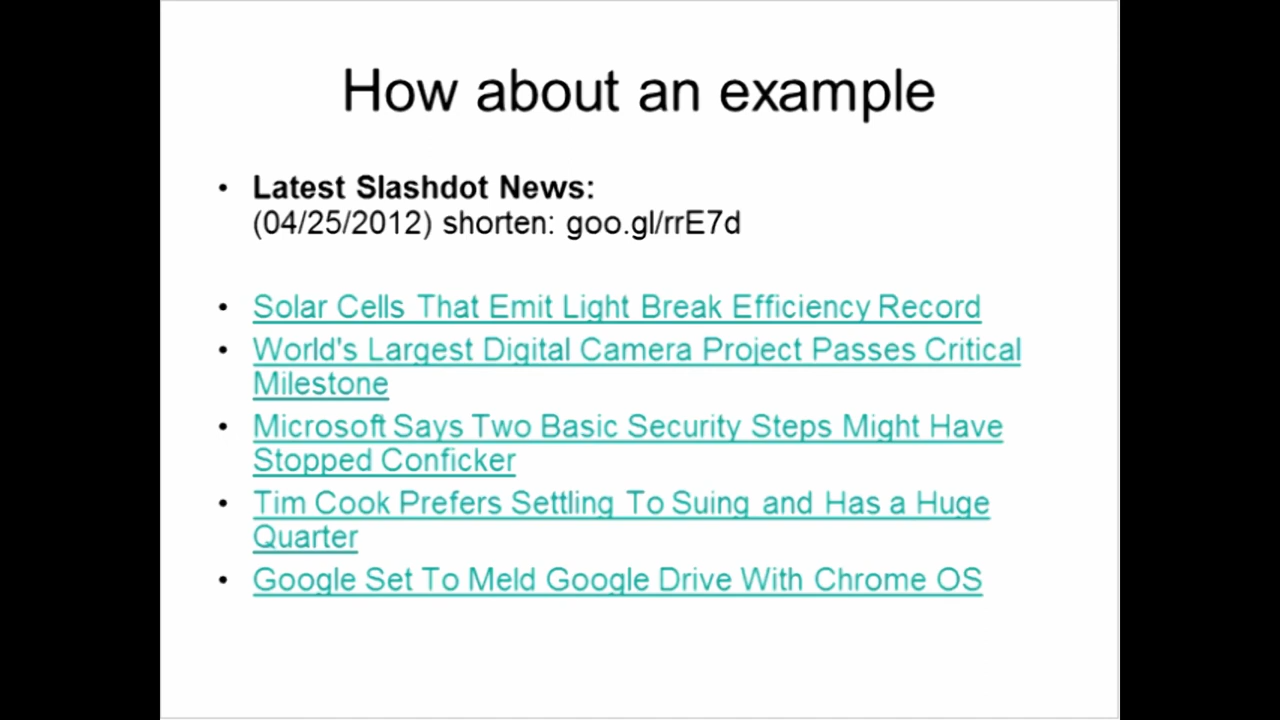 How about an example
• Latest Slashdot News:
(04/25/2012) shorten: goo.gl/rrE7d
• Solar Cells That Emit Light Break Efficiency Record
• World's Largest Digital Camera Project Passes Critical
Milestone
• Microsoft Says Two Basic Security Steps Might Have
Stopped Conficker
• Tim Cook Prefers Settling To Suing and Has a Huge
Quarter
• Google Set To Meld Google Drive With Chrome OS